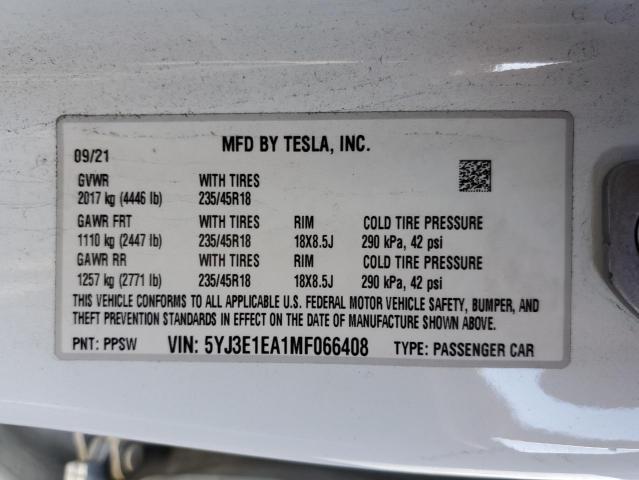 MFD BY TESLA, INC.
09/21
GVWR WITH TIRES
2017 kg (4446 lb) 235/45R18
GAWR FRT WITH TIRES RIM COLD TIRE PRESSURE
1110 kg (2447 lb) 235/45R18 18X8.5J 290 kPa, 42 psi
GAWR RR WITH TIRES RIM COLD TIRE PRESSURE
1257 kg (2771 lb) 235/45R18 18X8.5J 290 kPa, 42 psi
THIS VEHICLE CONFORMS TO ALL APPLICABLE U.S. FEDERAL MOTOR VEHICLE SAFETY, BUMPER, AND
THEFT PREVENTION STANDARDS IN EFFECT ON THE DATE OF MANUFACTURE SHOWN ABOVE.
PNT: PPSW VIN: 5YJ3E1EA1MF066408 TYPE: PASSENGER CAR